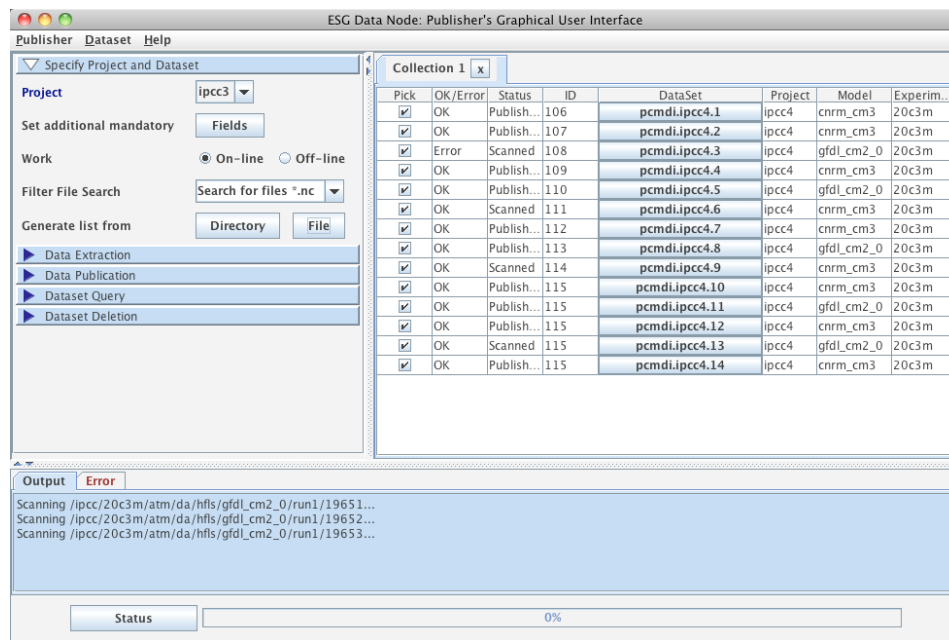 ESG Data Node: Publisher's Graphical User Interface
Publisher Dataset Help
Specify Project and Dataset
Project ipcc3
Set additional mandatory Fields
Work On-line Off-line
Filter File Search Search for files *.nc
Generate list from Directory File
Data Extraction
Data Publication
Dataset Query
Dataset Deletion
Collection 1 x
Pick OK/Error Status ID DataSet Project Model Experim...
OK Publish... 106 pcmdi.ipcc4.1 ipcc4 cnrm_cm3 20c3m
OK Publish... 107 pcmdi.ipcc4.2 ipcc4 cnrm_cm3 20c3m
Error Scanned 108 pcmdi.ipcc4.3 ipcc4 gfdl_cm2_0 20c3m
OK Publish... 109 pcmdi.ipcc4.4 ipcc4 cnrm_cm3 20c3m
OK Publish... 110 pcmdi.ipcc4.5 ipcc4 gfdl_cm2_0 20c3m
OK Scanned 111 pcmdi.ipcc4.6 ipcc4 cnrm_cm3 20c3m
OK Publish... 112 pcmdi.ipcc4.7 ipcc4 cnrm_cm3 20c3m
OK Publish... 113 pcmdi.ipcc4.8 ipcc4 gfdl_cm2_0 20c3m
OK Scanned 114 pcmdi.ipcc4.9 ipcc4 cnrm_cm3 20c3m
OK Publish... 115 pcmdi.ipcc4.10 ipcc4 cnrm_cm3 20c3m
OK Publish... 115 pcmdi.ipcc4.11 ipcc4 gfdl_cm2_0 20c3m
OK Publish... 115 pcmdi.ipcc4.12 ipcc4 cnrm_cm3 20c3m
OK Scanned 115 pcmdi.ipcc4.13 ipcc4 gfdl_cm2_0 20c3m
OK Publish... 115 pcmdi.ipcc4.14 ipcc4 cnrm_cm3 20c3m
Output Error
Scanning /ipcc/20c3m/atm/da/hfls/gfdl_cm2_0/run1/19651...
Scanning /ipcc/20c3m/atm/da/hfls/gfdl_cm2_0/run1/19652...
Scanning /ipcc/20c3m/atm/da/hfls/gfdl_cm2_0/run1/19653...
Status 0%